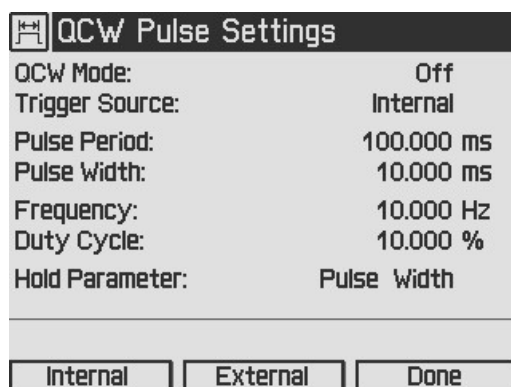 QCW Pulse Settings
QCW Mode: Off
Trigger Source: Internal
Pulse Period: 100.000 ms
Pulse Width: 10.000 ms
Frequency: 10.000 Hz
Duty Cycle: 10.000 %
Hold Parameter: Pulse Width
Internal External Done